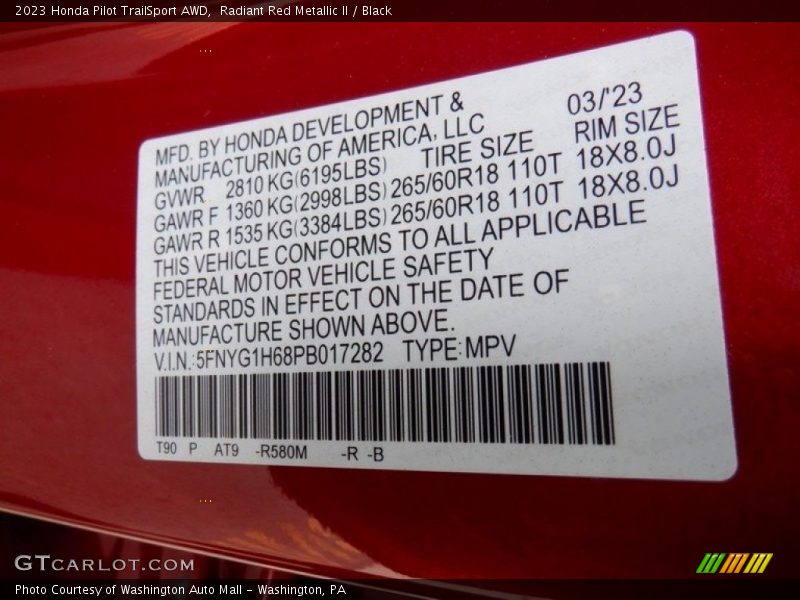 2023 Honda Pilot TrailSport AWD,  Radiant Red Metallic II / Black
MFD. BY HONDA DEVELOPMENT & 03/'23
MANUFACTURING OF AMERICA, LLC
GVWR 2810 KG(6195LBS) TIRE SIZE RIM SIZE
GAWR F 1360 KG(2998LBS) 265/60R18 110T 18X8.0J
GAWR R 1535 KG(3384LBS) 265/60R18 110T 18X8.0J
THIS VEHICLE CONFORMS TO ALL APPLICABLE
FEDERAL MOTOR VEHICLE SAFETY
STANDARDS IN EFFECT ON THE DATE OF
MANUFACTURE SHOWN ABOVE.
V.I.N.:5FNYG1H68PB017282 TYPE:MPV
T90 P AT9 -R580M -R -B
GTCARLOT.COM
Photo Courtesy of Washington Auto Mall - Washington, PA